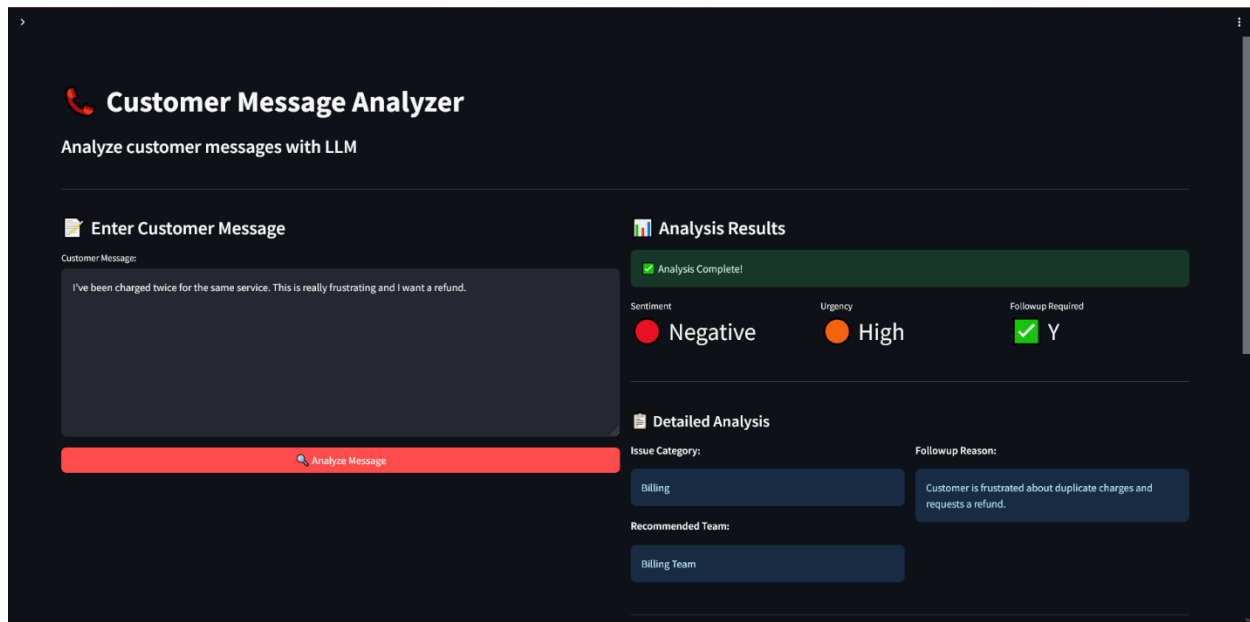 Customer Message Analyzer
Analyze customer messages with LLM
Enter Customer Message
Customer Message:
I've been charged twice for the same service. This is really frustrating and I want a refund.
Analyze Message
Analysis Results
Analysis Complete!
Sentiment
Negative
Urgency
High
Followup Required
Y
Detailed Analysis
Issue Category:
Billing
Recommended Team:
Billing Team
Followup Reason:
Customer is frustrated about duplicate charges and
requests a refund.